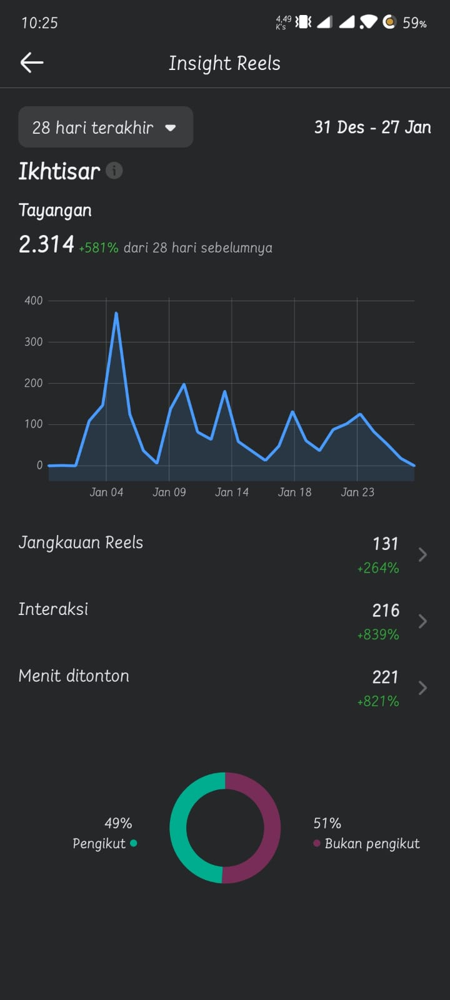 10:25
4,49 K's
59%
Insight Reels
28 hari terakhir
31 Des - 27 Jan
Ikhtisar
Tayangan
2.314 +581% dari 28 hari sebelumnya
400
300
200
100
0
Jan 04 Jan 09 Jan 14 Jan 18 Jan 23
Jangkauan Reels 131
+264%
Interaksi 216
+839%
Menit ditonton 221
+821%
49% 51%
Pengikut Bukan pengikut